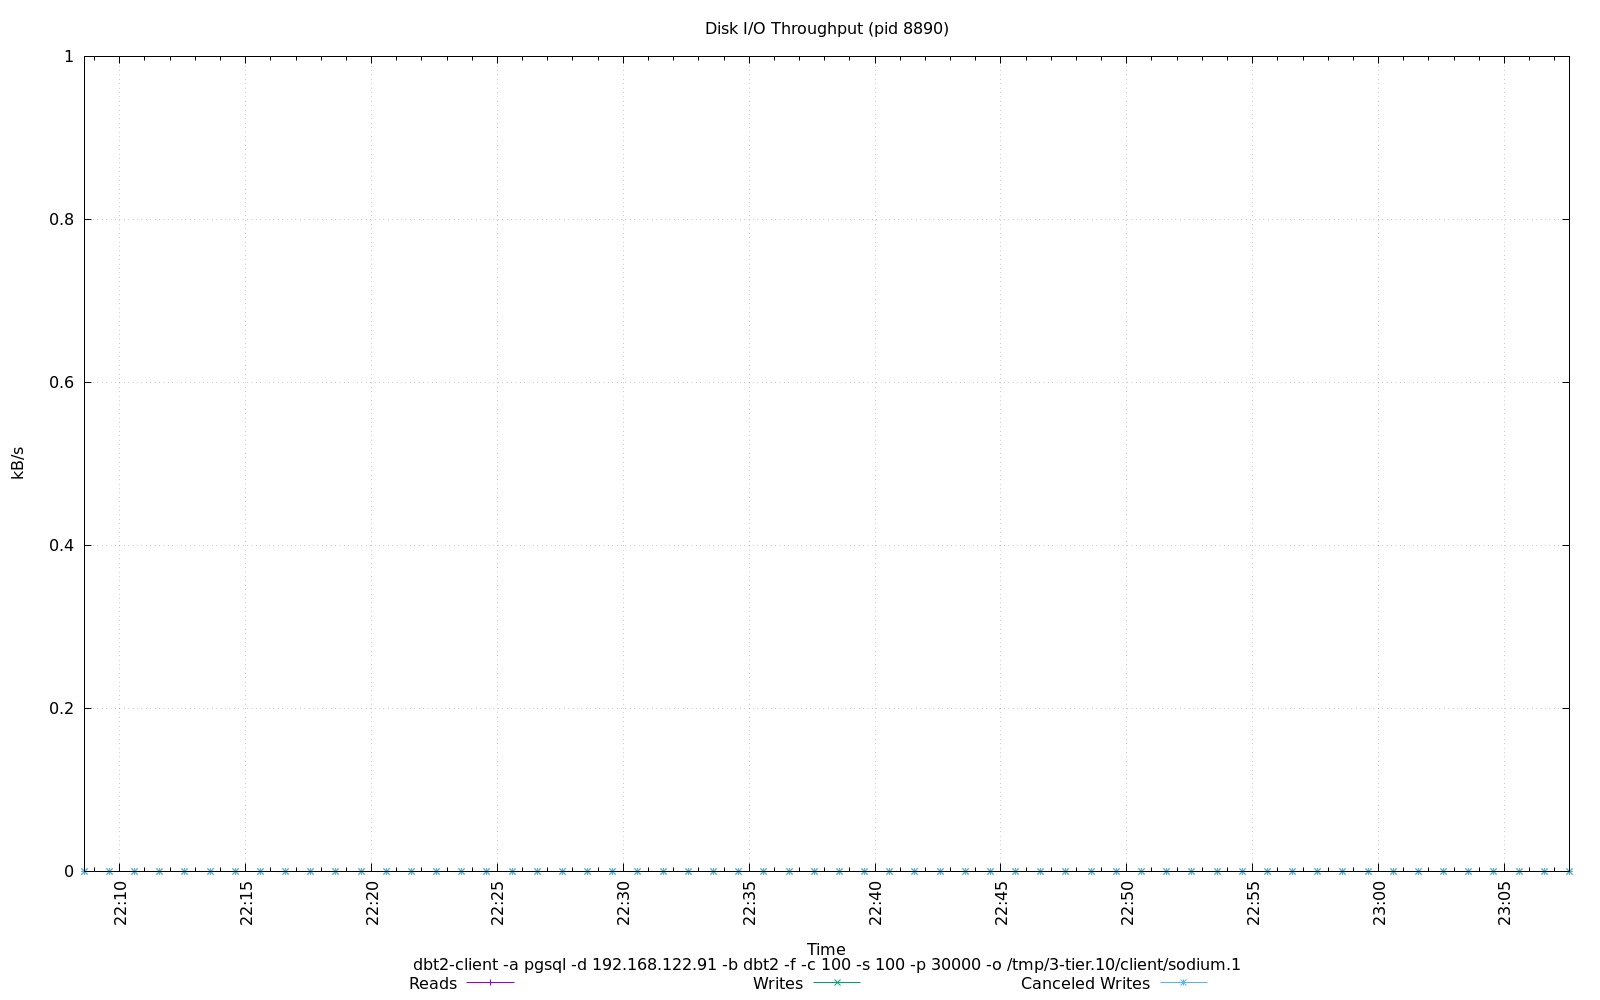 Disk I/O Throughput (pid 8890)
1
0.8
0.6
0.4
0.2
0
kB/s
22:10 22:15 22:20 22:25 22:30 22:35 22:40 22:45 22:50 22:55 23:00 23:05
Time
dbt2-client -a pgsql -d 192.168.122.91 -b dbt2 -f -c 100 -s 100 -p 30000 -o /tmp/3-tier.10/client/sodium.1
Reads Writes Canceled Writes